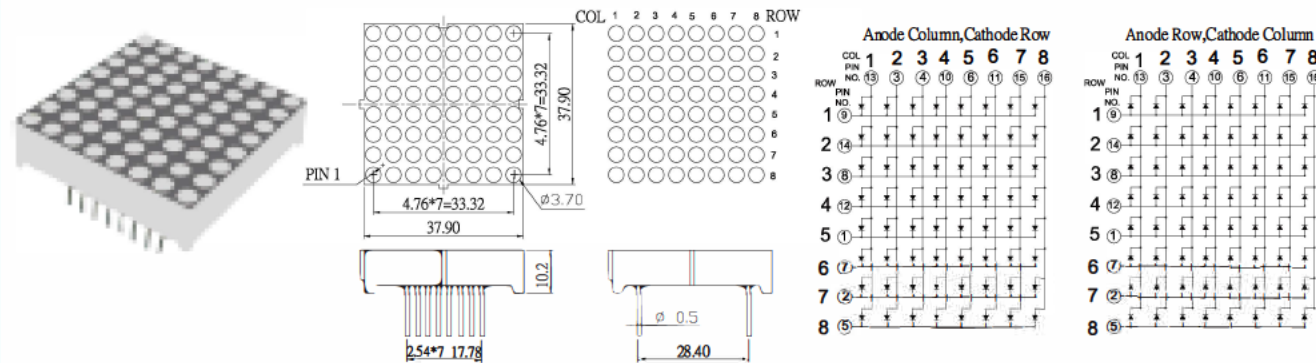 COL 1 2 3 4 5 6 7 8 ROW
1
2
3
4
5
6
7
8
4.76*7=33.32
37.90
PIN 1
ø3.70
4.76*7=33.32
37.90
10.2
2.54*7 17.78
ø 0.5
28.40
Anode Column,Cathode Row
COL 1 2 3 4 5 6 7 8
PIN
NO. 13 3 4 10 6 11 15 16
ROW PIN
NO.
1 9
2 14
3 8
4 12
5 1
6 7
7 2
8 5
Anode Row,Cathode Column
COL 1 2 3 4 5 6 7 8
PIN
NO. 13 3 4 10 6 11 15
ROW PIN
NO.
1 9
2 14
3 8
4 12
5 1
6 7
7 2
8 5